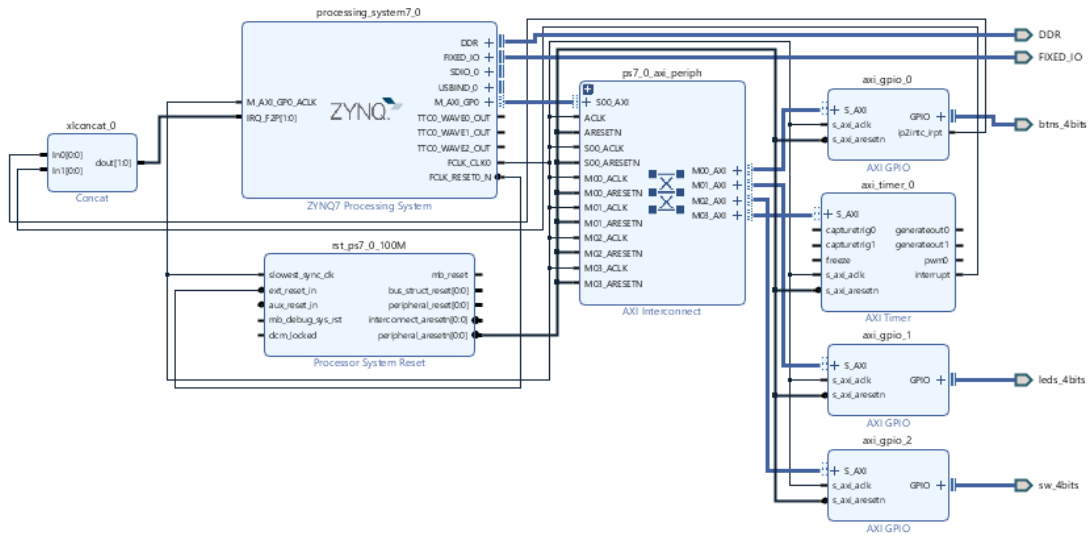 processing_system7_0
DDR
FIXED_IO
SDIO_0
USBIND_0
M_AXI_GP0
TTC0_WAVE0_OUT
TTC0_WAVE1_OUT
TTC0_WAVE2_OUT
FCLK_CLK0
FCLK_RESET0_N
M_AXI_GP0_ACLK
IRQ_F2P[1:0]
ZYNQ
ZYNQ7 Processing System
xlconcat_0
In0[0:0]
In1[0:0]
dout[1:0]
Concat
rst_ps7_0_100M
slowest_sync_clk
ext_reset_in
aux_reset_in
mb_debug_sys_rst
dcm_locked
mb_reset
bus_struct_reset[0:0]
peripheral_reset[0:0]
interconnect_aresetn[0:0]
peripheral_aresetn[0:0]
Processor System Reset
ps7_0_axi_periph
S00_AXI
ACLK
ARESETN
S00_ACLK
S00_ARESETN
M00_ACLK
M00_ARESETN
M01_ACLK
M01_ARESETN
M02_ACLK
M02_ARESETN
M03_ACLK
M03_ARESETN
M00_AXI
M01_AXI
M02_AXI
M03_AXI
AXI Interconnect
axi_gpio_0
S_AXI
s_axi_aclk
s_axi_aresetn
GPIO
ip2intc_irpt
AXI GPIO
axi_timer_0
S_AXI
capturetrig0
capturetrig1
freeze
s_axi_aclk
s_axi_aresetn
generateout0
generateout1
pwm0
interrupt
AXI Timer
axi_gpio_1
S_AXI
s_axi_aclk
s_axi_aresetn
GPIO
AXI GPIO
axi_gpio_2
S_AXI
s_axi_aclk
s_axi_aresetn
GPIO
AXI GPIO
DDR
FIXED_IO
btns_4bits
leds_4bits
sw_4bits